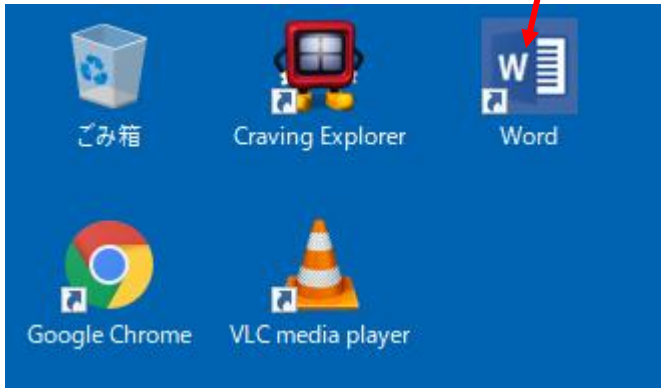 ごみ箱
Craving Explorer
W
Word
Google Chrome
VLC media player